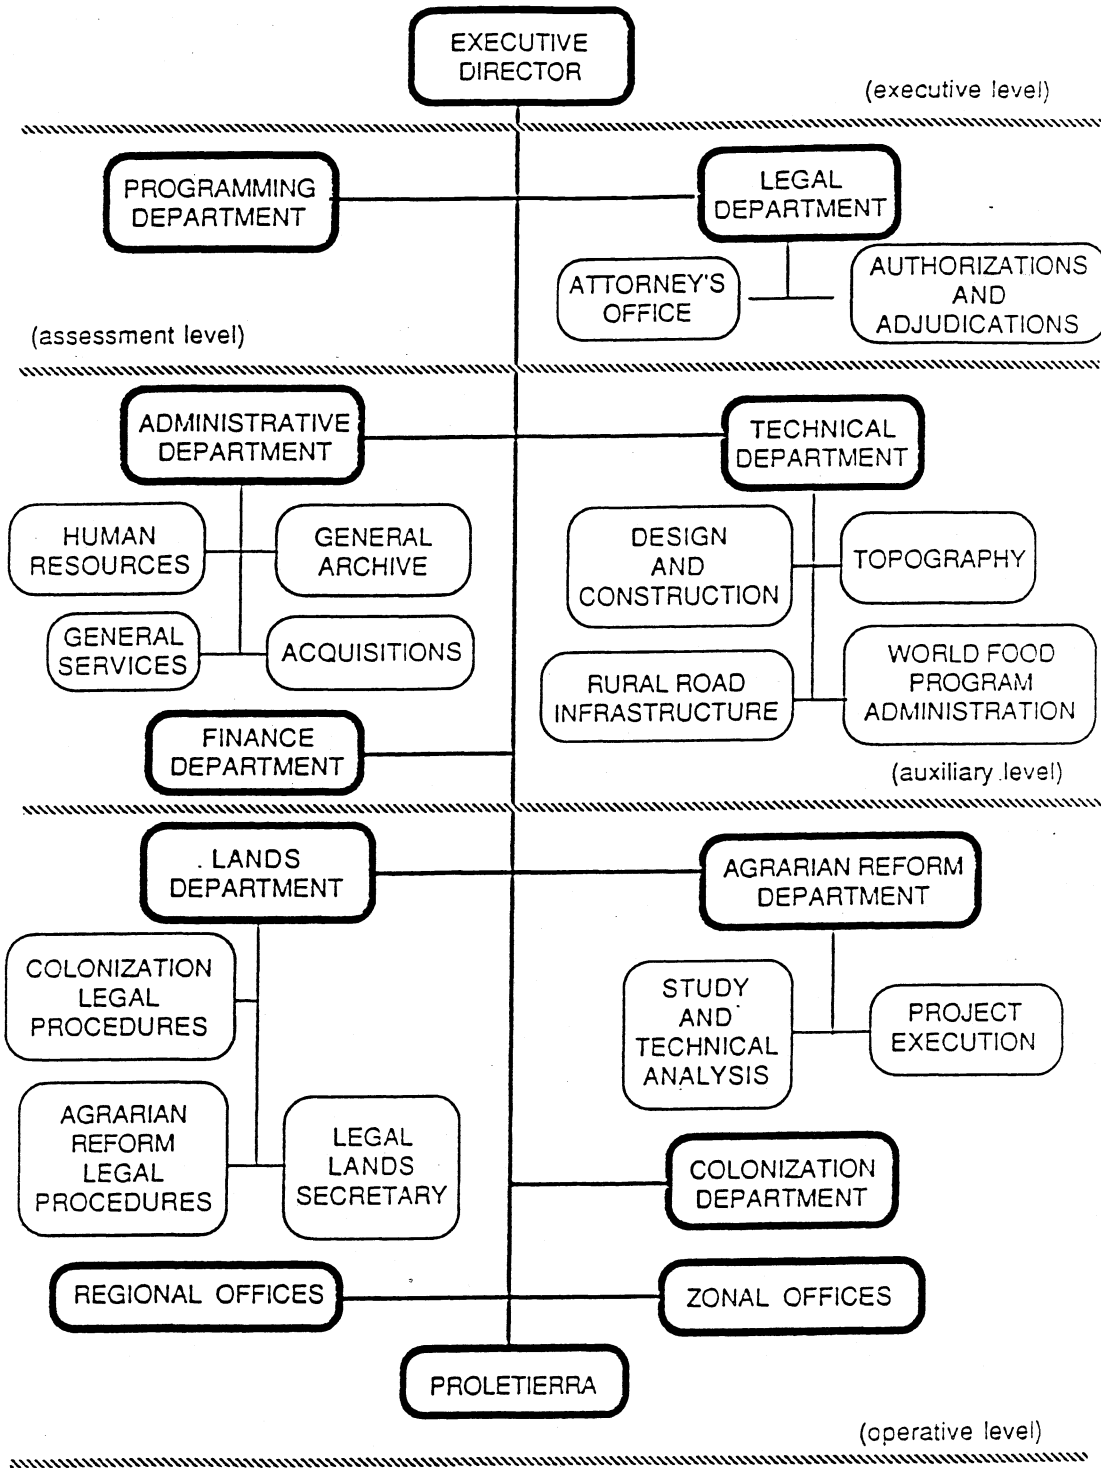 EXECUTIVE
DIRECTOR
(executive level)
PROGRAMMING
DEPARTMENT
LEGAL
DEPARTMENT
ATTORNEY'S
OFFICE
AUTHORIZATIONS
AND
ADJUDICATIONS
(assessment level)
ADMINISTRATIVE
DEPARTMENT
TECHNICAL
DEPARTMENT
HUMAN
RESOURCES
GENERAL
ARCHIVE
DESIGN
AND
CONSTRUCTION
TOPOGRAPHY
GENERAL
SERVICES
ACQUISITIONS
RURAL ROAD
INFRASTRUCTURE
WORLD FOOD
PROGRAM
ADMINISTRATION
FINANCE
DEPARTMENT
(auxiliary level)
LANDS
DEPARTMENT
AGRARIAN REFORM
DEPARTMENT
COLONIZATION
LEGAL
PROCEDURES
STUDY
AND
TECHNICAL
ANALYSIS
PROJECT
EXECUTION
AGRARIAN
REFORM
LEGAL
PROCEDURES
LEGAL
LANDS
SECRETARY
COLONIZATION
DEPARTMENT
REGIONAL OFFICES
ZONAL OFFICES
PROLETIERRA
(operative level)